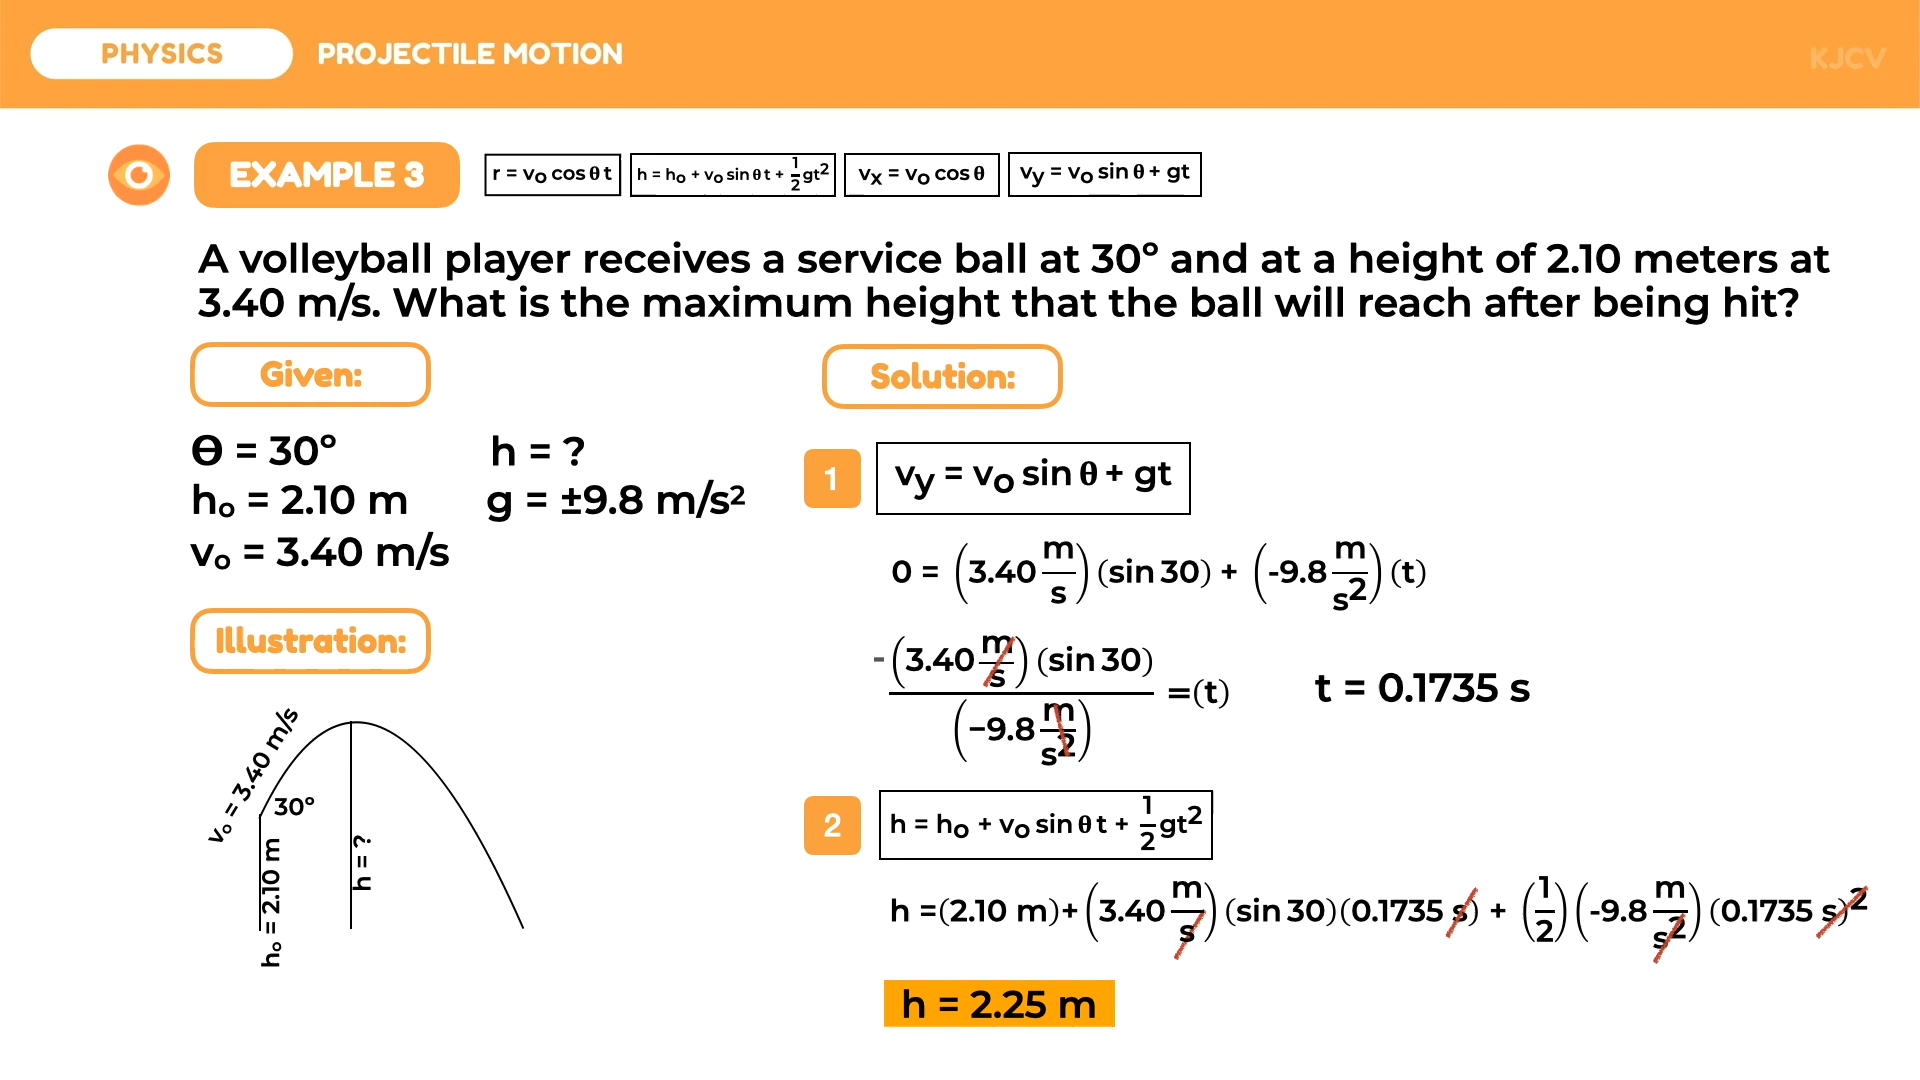 PHYSICS PROJECTILE MOTION KJCV
EXAMPLE 3 r = vo cos θ t h = ho + vo sin θ t + 1/2 gt² vx = vo cos θ vy = vo sin θ + gt
A volleyball player receives a service ball at 30º and at a height of 2.10 meters at
3.40 m/s. What is the maximum height that the ball will reach after being hit?
Given:
Ө = 30º h = ?
ho = 2.10 m g = ±9.8 m/s²
vo = 3.40 m/s
Illustration:
vo = 3.40 m/s
30º
ho = 2.10 m
h = ?
Solution:
1 vy = vo sin θ + gt
0 = (3.40 m/s) (sin 30) + (-9.8 m/s²) (t)
-(3.40 m/s) (sin 30) / (−9.8 m/s²) =(t) t = 0.1735 s
2 h = ho + vo sin θ t + 1/2 gt²
h =(2.10 m)+(3.40 m/s) (sin 30)(0.1735 s) + (1/2)(-9.8 m/s²) (0.1735 s)²
h = 2.25 m